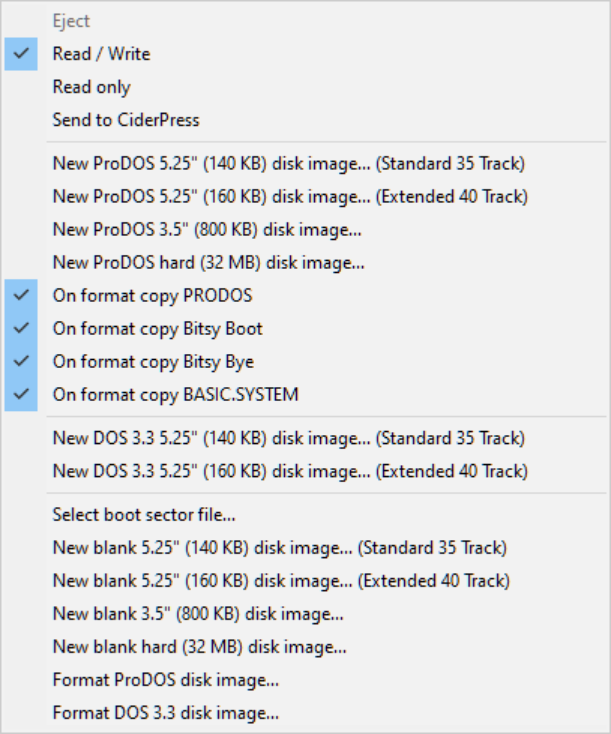 Eject
Read / Write
Read only
Send to CiderPress
New ProDOS 5.25" (140 KB) disk image... (Standard 35 Track)
New ProDOS 5.25" (160 KB) disk image... (Extended 40 Track)
New ProDOS 3.5" (800 KB) disk image...
New ProDOS hard (32 MB) disk image...
On format copy PRODOS
On format copy Bitsy Boot
On format copy Bitsy Bye
On format copy BASIC.SYSTEM
New DOS 3.3 5.25" (140 KB) disk image... (Standard 35 Track)
New DOS 3.3 5.25" (160 KB) disk image... (Extended 40 Track)
Select boot sector file...
New blank 5.25" (140 KB) disk image... (Standard 35 Track)
New blank 5.25" (160 KB) disk image... (Extended 40 Track)
New blank 3.5" (800 KB) disk image...
New blank hard (32 MB) disk image...
Format ProDOS disk image...
Format DOS 3.3 disk image...